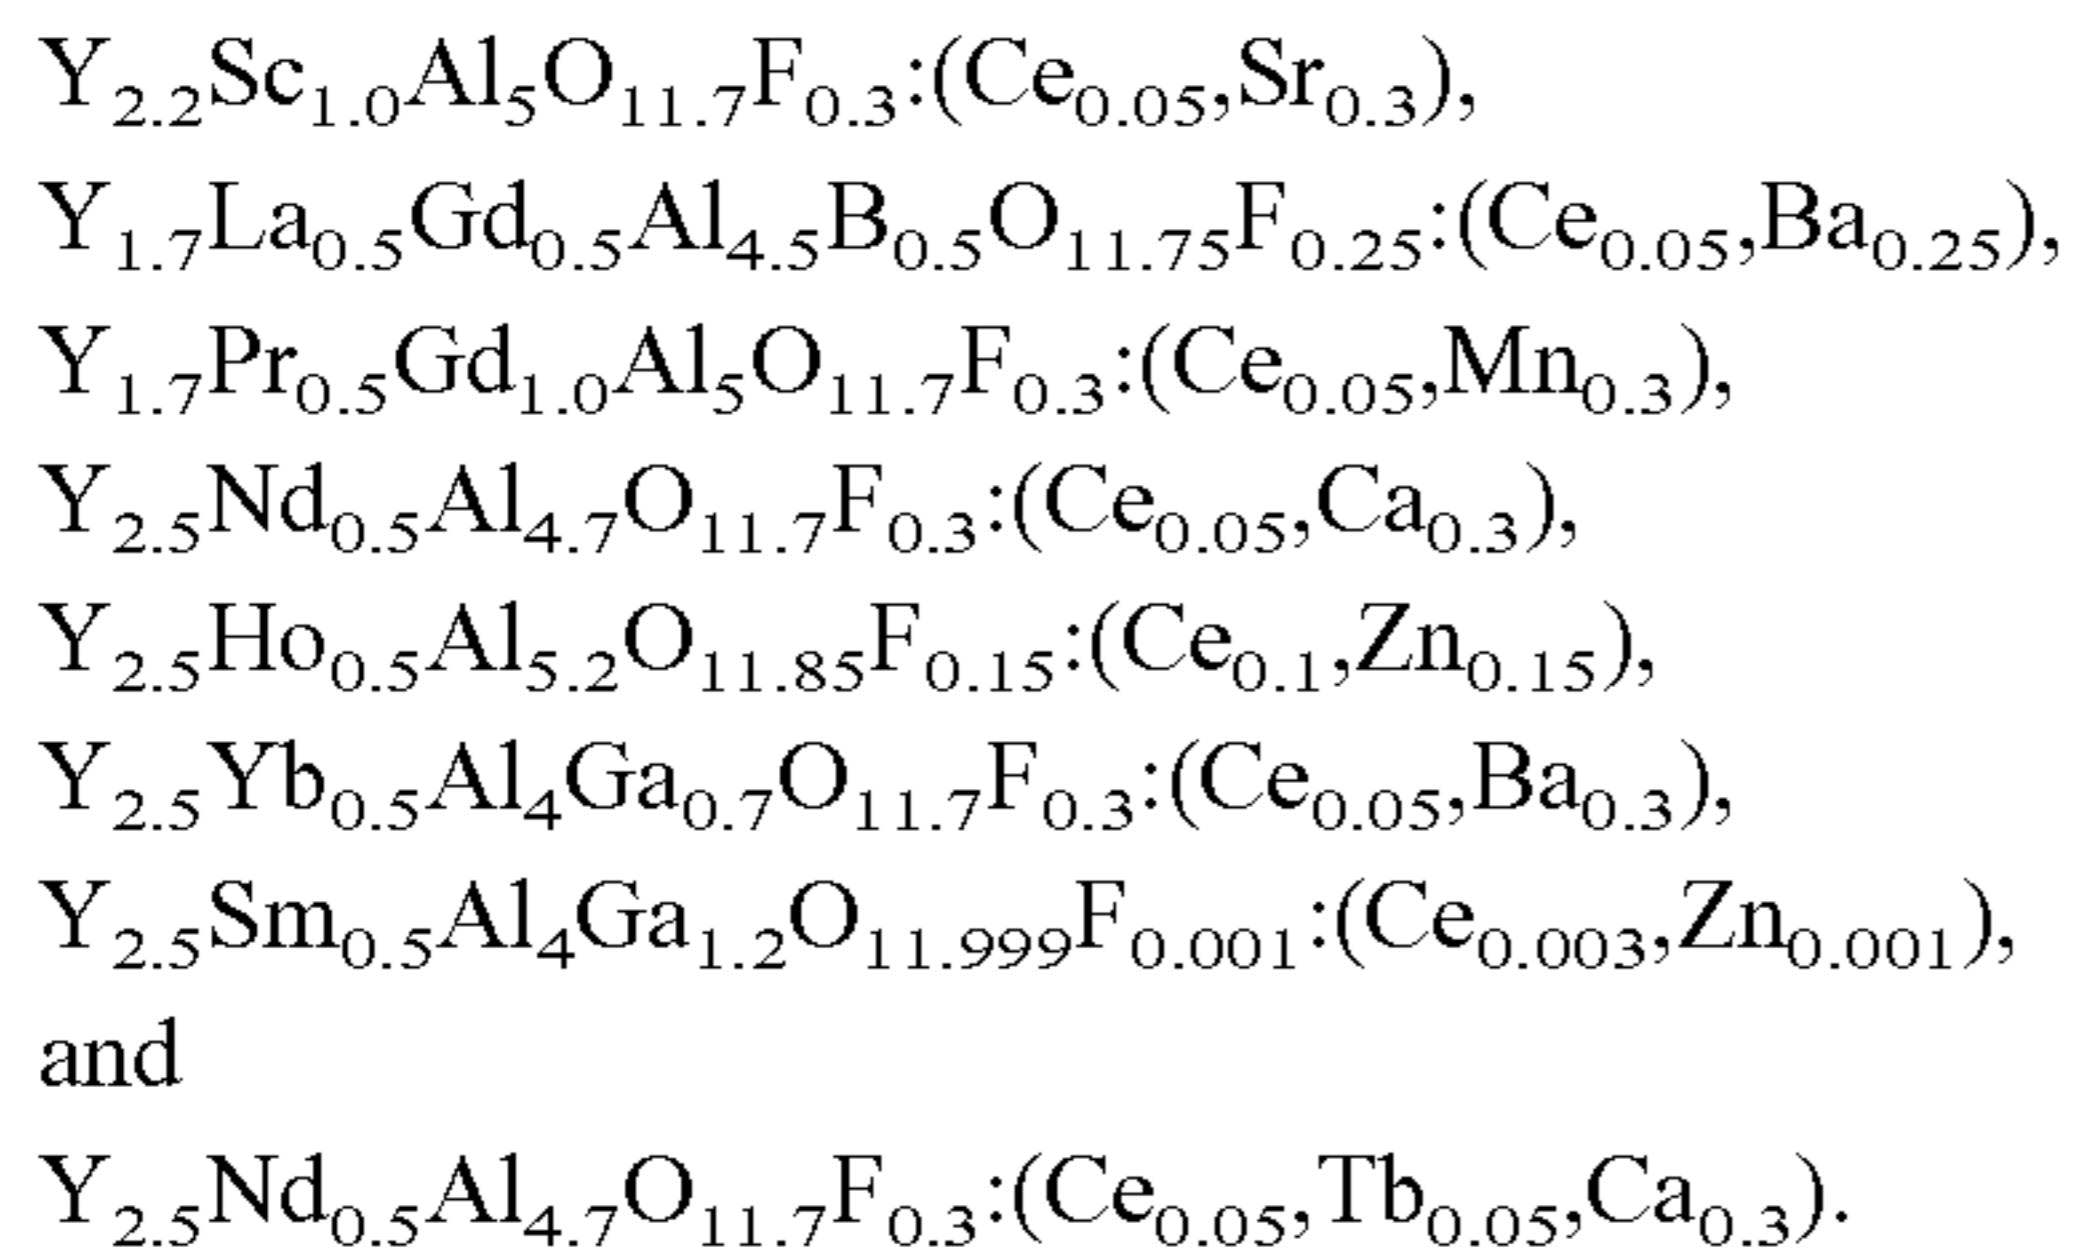 Y₂.₂Sc₁.₀Al₅O₁₁.₇F₀.₃:(Ce₀.₀₅,Sr₀.₃),
Y₁.₇La₀.₅Gd₀.₅Al₄.₅B₀.₅O₁₁.₇₅F₀.₂₅:(Ce₀.₀₅,Ba₀.₂₅),
Y₁.₇Pr₀.₅Gd₁.₀Al₅O₁₁.₇F₀.₃:(Ce₀.₀₅,Mn₀.₃),
Y₂.₅Nd₀.₅Al₄.₇O₁₁.₇F₀.₃:(Ce₀.₀₅,Ca₀.₃),
Y₂.₅Ho₀.₅Al₅.₂O₁₁.₈₅F₀.₁₅:(Ce₀.₁,Zn₀.₁₅),
Y₂.₅Yb₀.₅Al₄Ga₀.₇O₁₁.₇F₀.₃:(Ce₀.₀₅,Ba₀.₃),
Y₂.₅Sm₀.₅Al₄Ga₁.₂O₁₁.₉₉₉F₀.₀₀₁:(Ce₀.₀₀₃,Zn₀.₀₀₁),
and
Y₂.₅Nd₀.₅Al₄.₇O₁₁.₇F₀.₃:(Ce₀.₀₅,Tb₀.₀₅,Ca₀.₃).